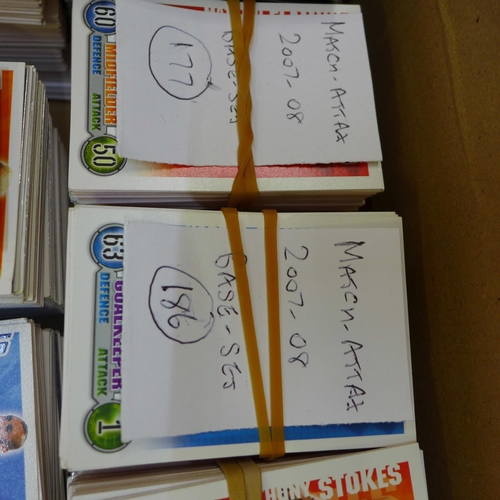 MATCH-ATTAX
2007-08
BASE-SET
177
60
DEFENCE
MIDFIELDER
ATTACK
50
MATCH-ATTAX
2007-08
BASE-SET
186
63
DEFENCE
GOALKEEPER
ATTACK
1
STOKES